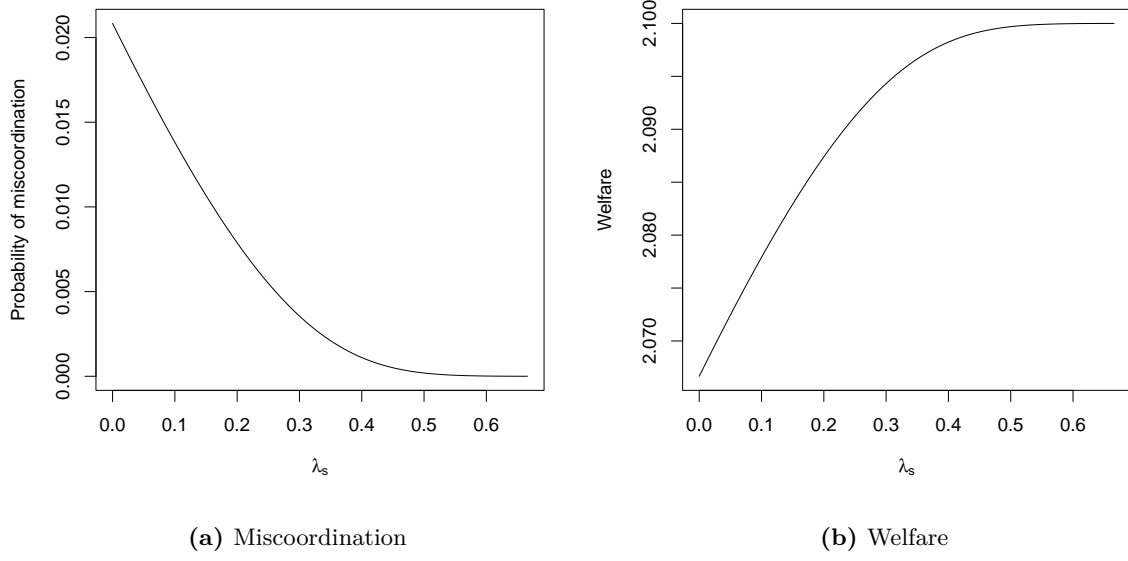 Probability of miscoordination
0.020
0.015
0.010
0.005
0.000
0.0 0.1 0.2 0.3 0.4 0.5 0.6
λs
(a) Miscoordination
Welfare
2.100
2.090
2.080
2.070
0.0 0.1 0.2 0.3 0.4 0.5 0.6
λs
(b) Welfare